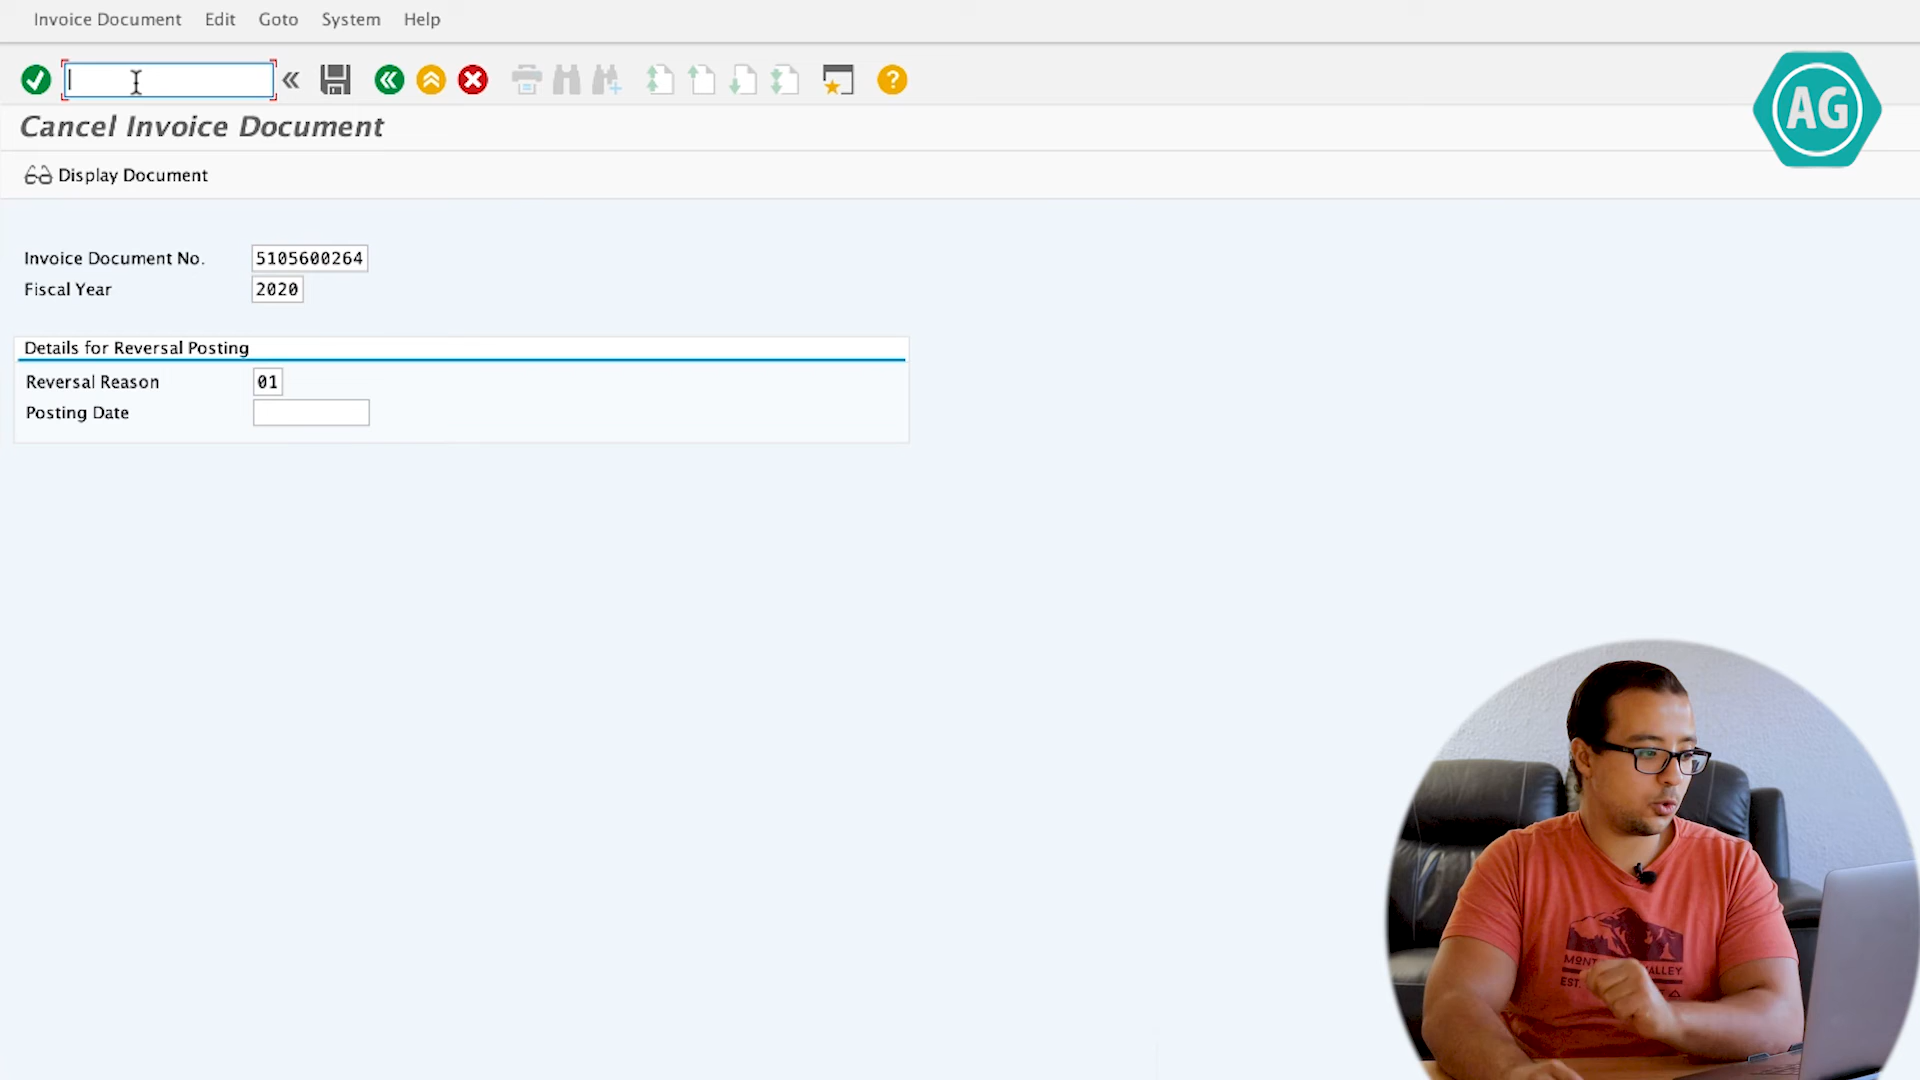 Invoice Document Edit Goto System Help
AG
Cancel Invoice Document
Display Document
Invoice Document No. 5105600264
Fiscal Year 2020
Details for Reversal Posting
Reversal Reason 01
Posting Date
EST.